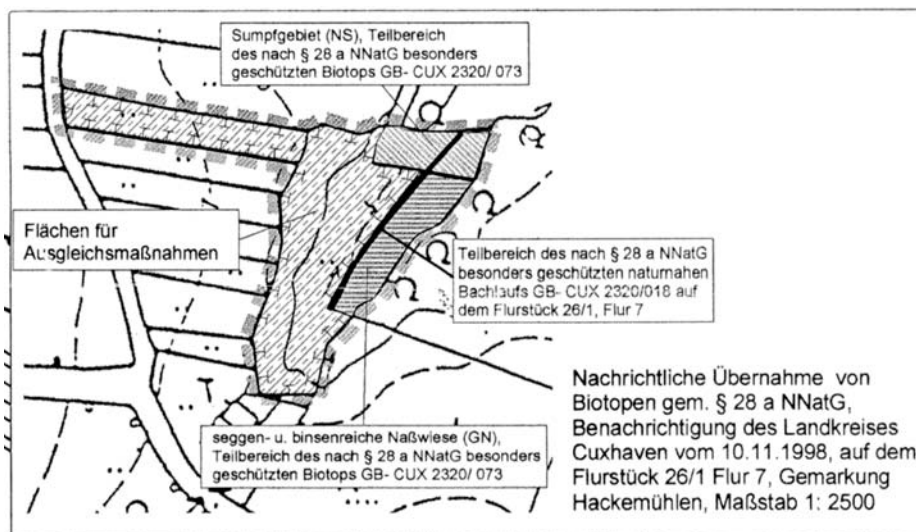 Sumpfgebiet (NS), Teilbereich
des nach § 28 a NNatG besonders
geschützten Biotops GB- CUX 2320/ 073
Flächen für
Ausgleichsmaßnahmen
Teilbereich des nach § 28 a NNatG
besonders geschützten naturnahen
Bachlaufs GB- CUX 2320/018 auf
dem Flurstück 26/1, Flur 7
seggen- u. binsenreiche Naßwiese (GN),
Teilbereich des nach § 28 a NNatG besonders
geschützten Biotops GB- CUX 2320/ 073
Nachrichtliche Übernahme von
Biotopen gem. § 28 a NNatG,
Benachrichtigung des Landkreises
Cuxhaven vom 10.11.1998, auf dem
Flurstück 26/1 Flur 7, Gemarkung
Hackemühlen, Maßstab 1: 2500